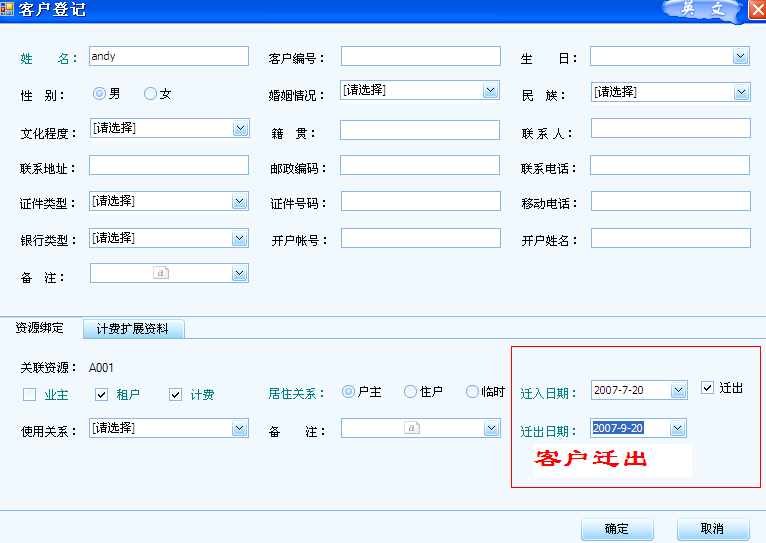 客户登记
英 文
姓 名： andy 客户编号： 生 日：
性 别： 男 女 婚姻情况： [请选择] 民 族： [请选择]
文化程度： [请选择] 籍 贯： 联 系 人：
联系地址： 邮政编码： 联系电话：
证件类型： [请选择] 证件号码： 移动电话：
银行类型： [请选择] 开户帐号： 开户姓名：
备 注： a
资源绑定 计费扩展资料
关联资源： A001
业主 租户 计费 居住关系： 户主 住户 临时 迁入日期： 2007-7-20 迁出
使用关系： [请选择] 备 注： a 迁出日期： 2007-9-20
客户迁出
确定 取消